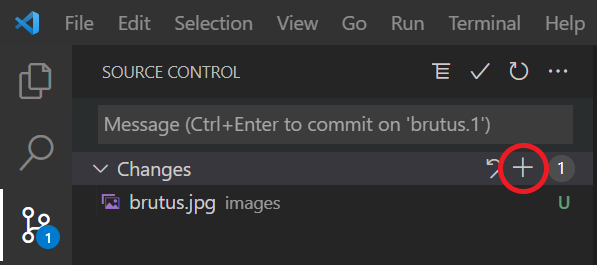 File Edit Selection View Go Run Terminal Help
SOURCE CONTROL
Message (Ctrl+Enter to commit on 'brutus.1')
Changes 1
brutus.jpg images U
1